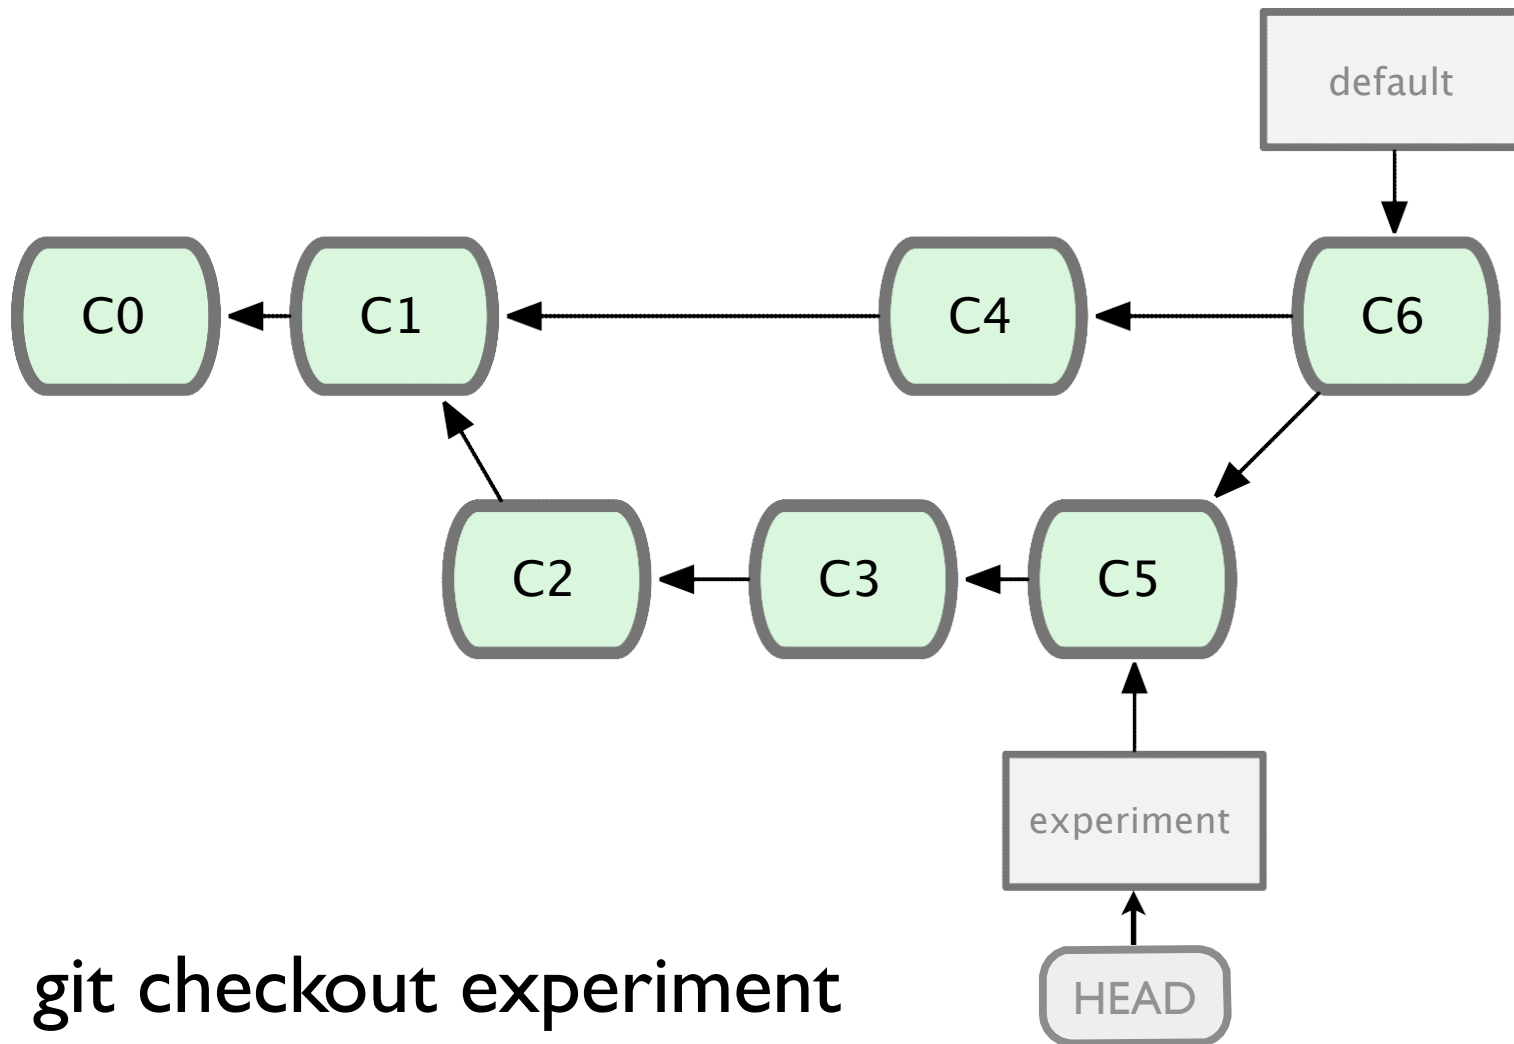 default
C0
C1
C4
C6
C2
C3
C5
experiment
git checkout experiment
HEAD